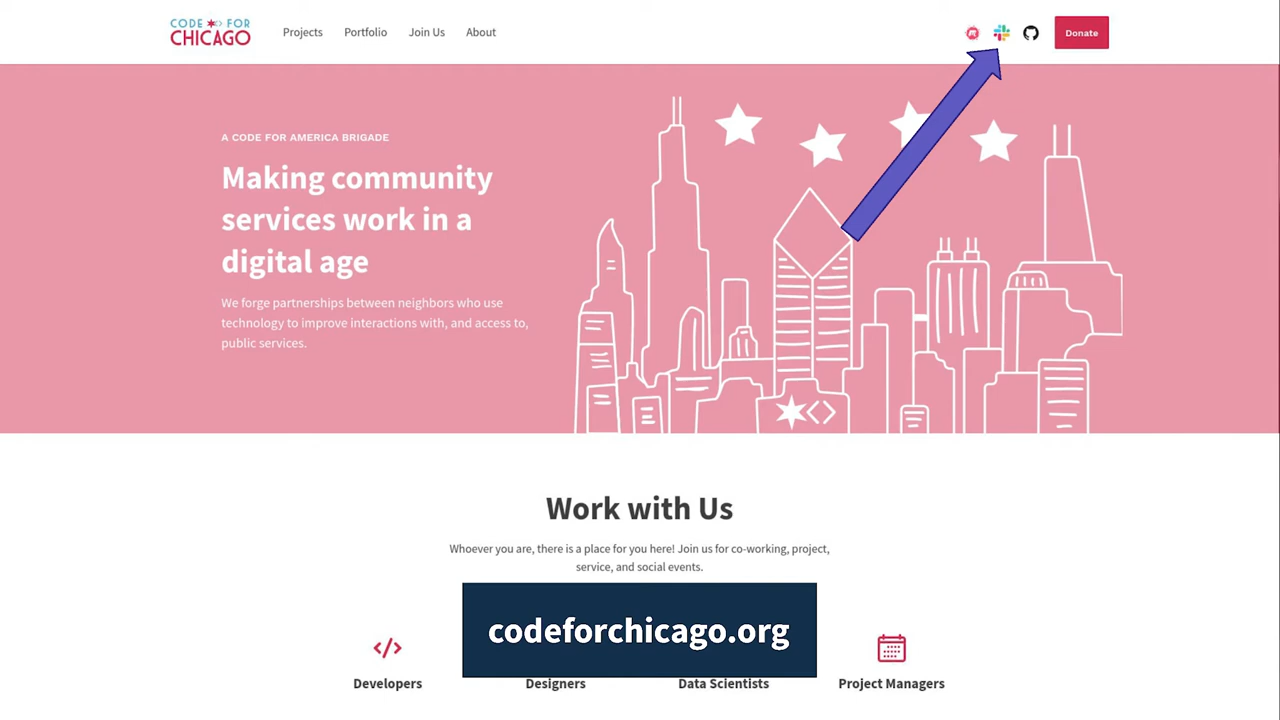 CODE FOR
CHICAGO
Projects
Portfolio
Join Us
About
Donate
A CODE FOR AMERICA BRIGADE
Making community
services work in a
digital age
We forge partnerships between neighbors who use
technology to improve interactions with, and access to,
public services.
Work with Us
Whoever you are, there is a place for you here! Join us for co-working, project,
service, and social events.
codeforchicago.org
Developers
Designers
Data Scientists
Project Managers